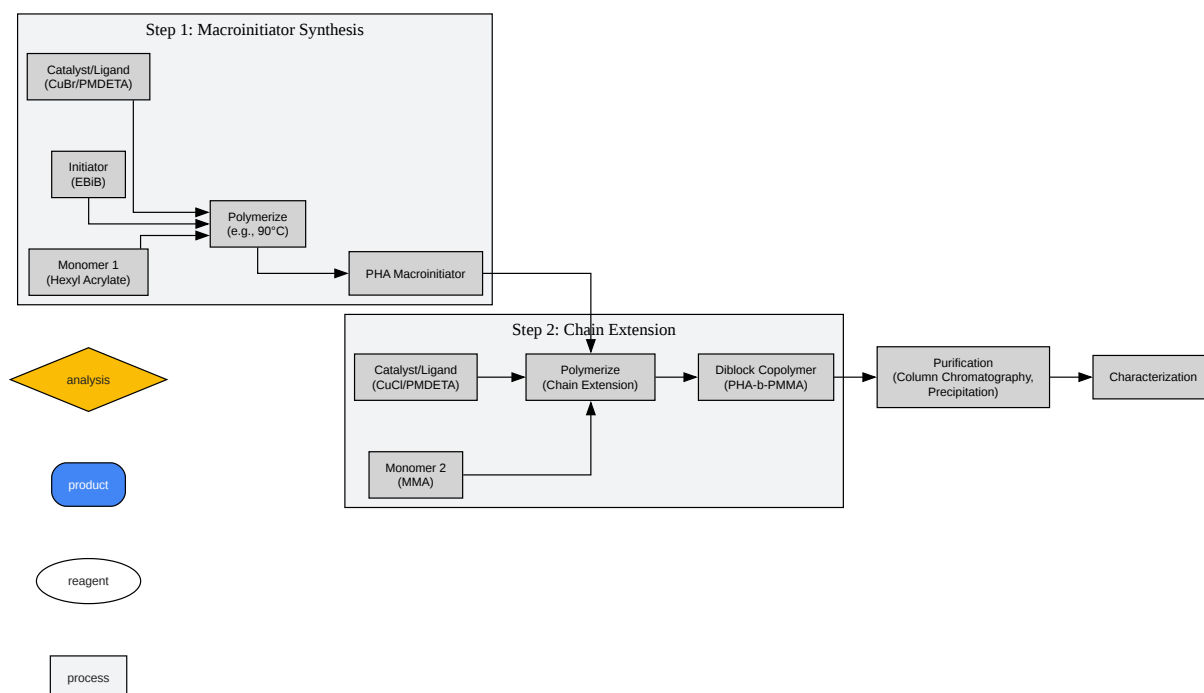 Step 1: Macroinitiator Synthesis
Catalyst/Ligand
(CuBr/PMDETA)
Initiator
(EBiB)
Monomer 1
(Hexyl Acrylate)
Polymerize
(e.g., 90°C)
PHA Macroinitiator
Step 2: Chain Extension
Catalyst/Ligand
(CuCl/PMDETA)
Monomer 2
(MMA)
Polymerize
(Chain Extension)
Diblock Copolymer
(PHA-b-PMMA)
Purification
(Column Chromatography,
Precipitation)
Characterization
analysis
product
reagent
process